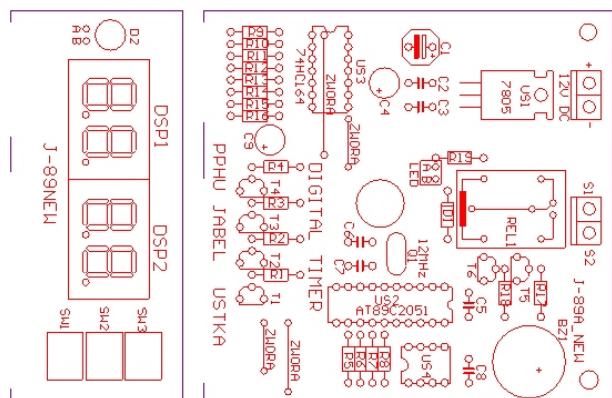 A
B
D2
DSP1
DSP2
J-89NEW
SW1
SW2
SW3
R9
R10
R11
R12
R13
R14
R15
R16
74HC164
US3
ZWORA
ZWORA
C1
C2
C3
C4
C9
US1
7805
12V DC
+
-
R4
T4
R3
T3
R2
T2
R1
T1
PPHU JABEL USTKA
DIGITAL TIMER
LED
A
B
R19
D1
REL1
S1
S2
C6
C7
Q1
12MHz
T6
T5
R18
R17
US2
AT89C2051
C5
J-89A_NEW
BZ1
ZWORA
ZWORA
R5
R6
R7
R8
US4
C8